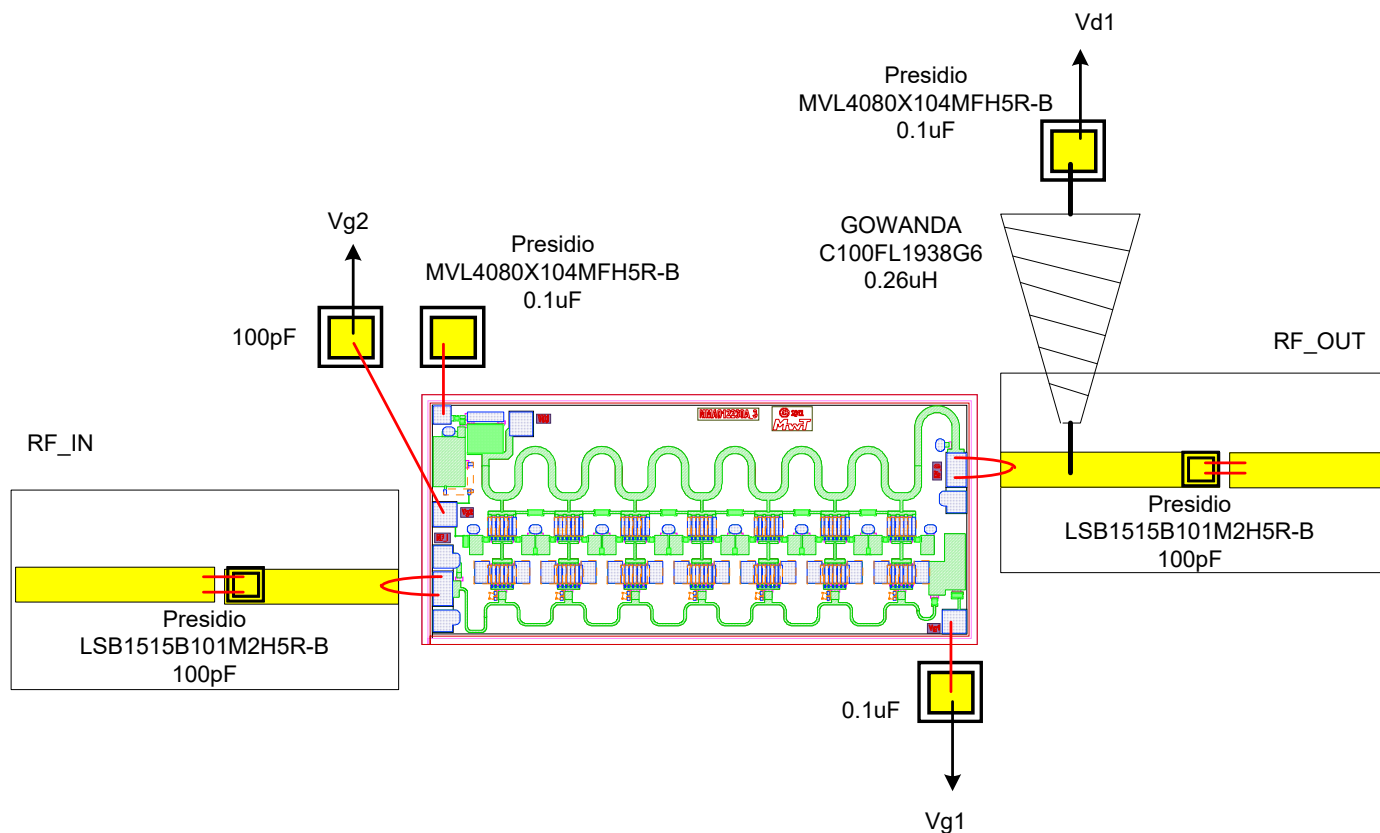 Vd1
Presidio
MVL4080X104MFH5R-B
0.1uF
Vg2
Presidio
MVL4080X104MFH5R-B
0.1uF
100pF
GOWANDA
C100FL1938G6
0.26uH
RF_OUT
RF_IN
MwT
Presidio
LSB1515B101M2H5R-B
100pF
Presidio
LSB1515B101M2H5R-B
100pF
0.1uF
Vg1